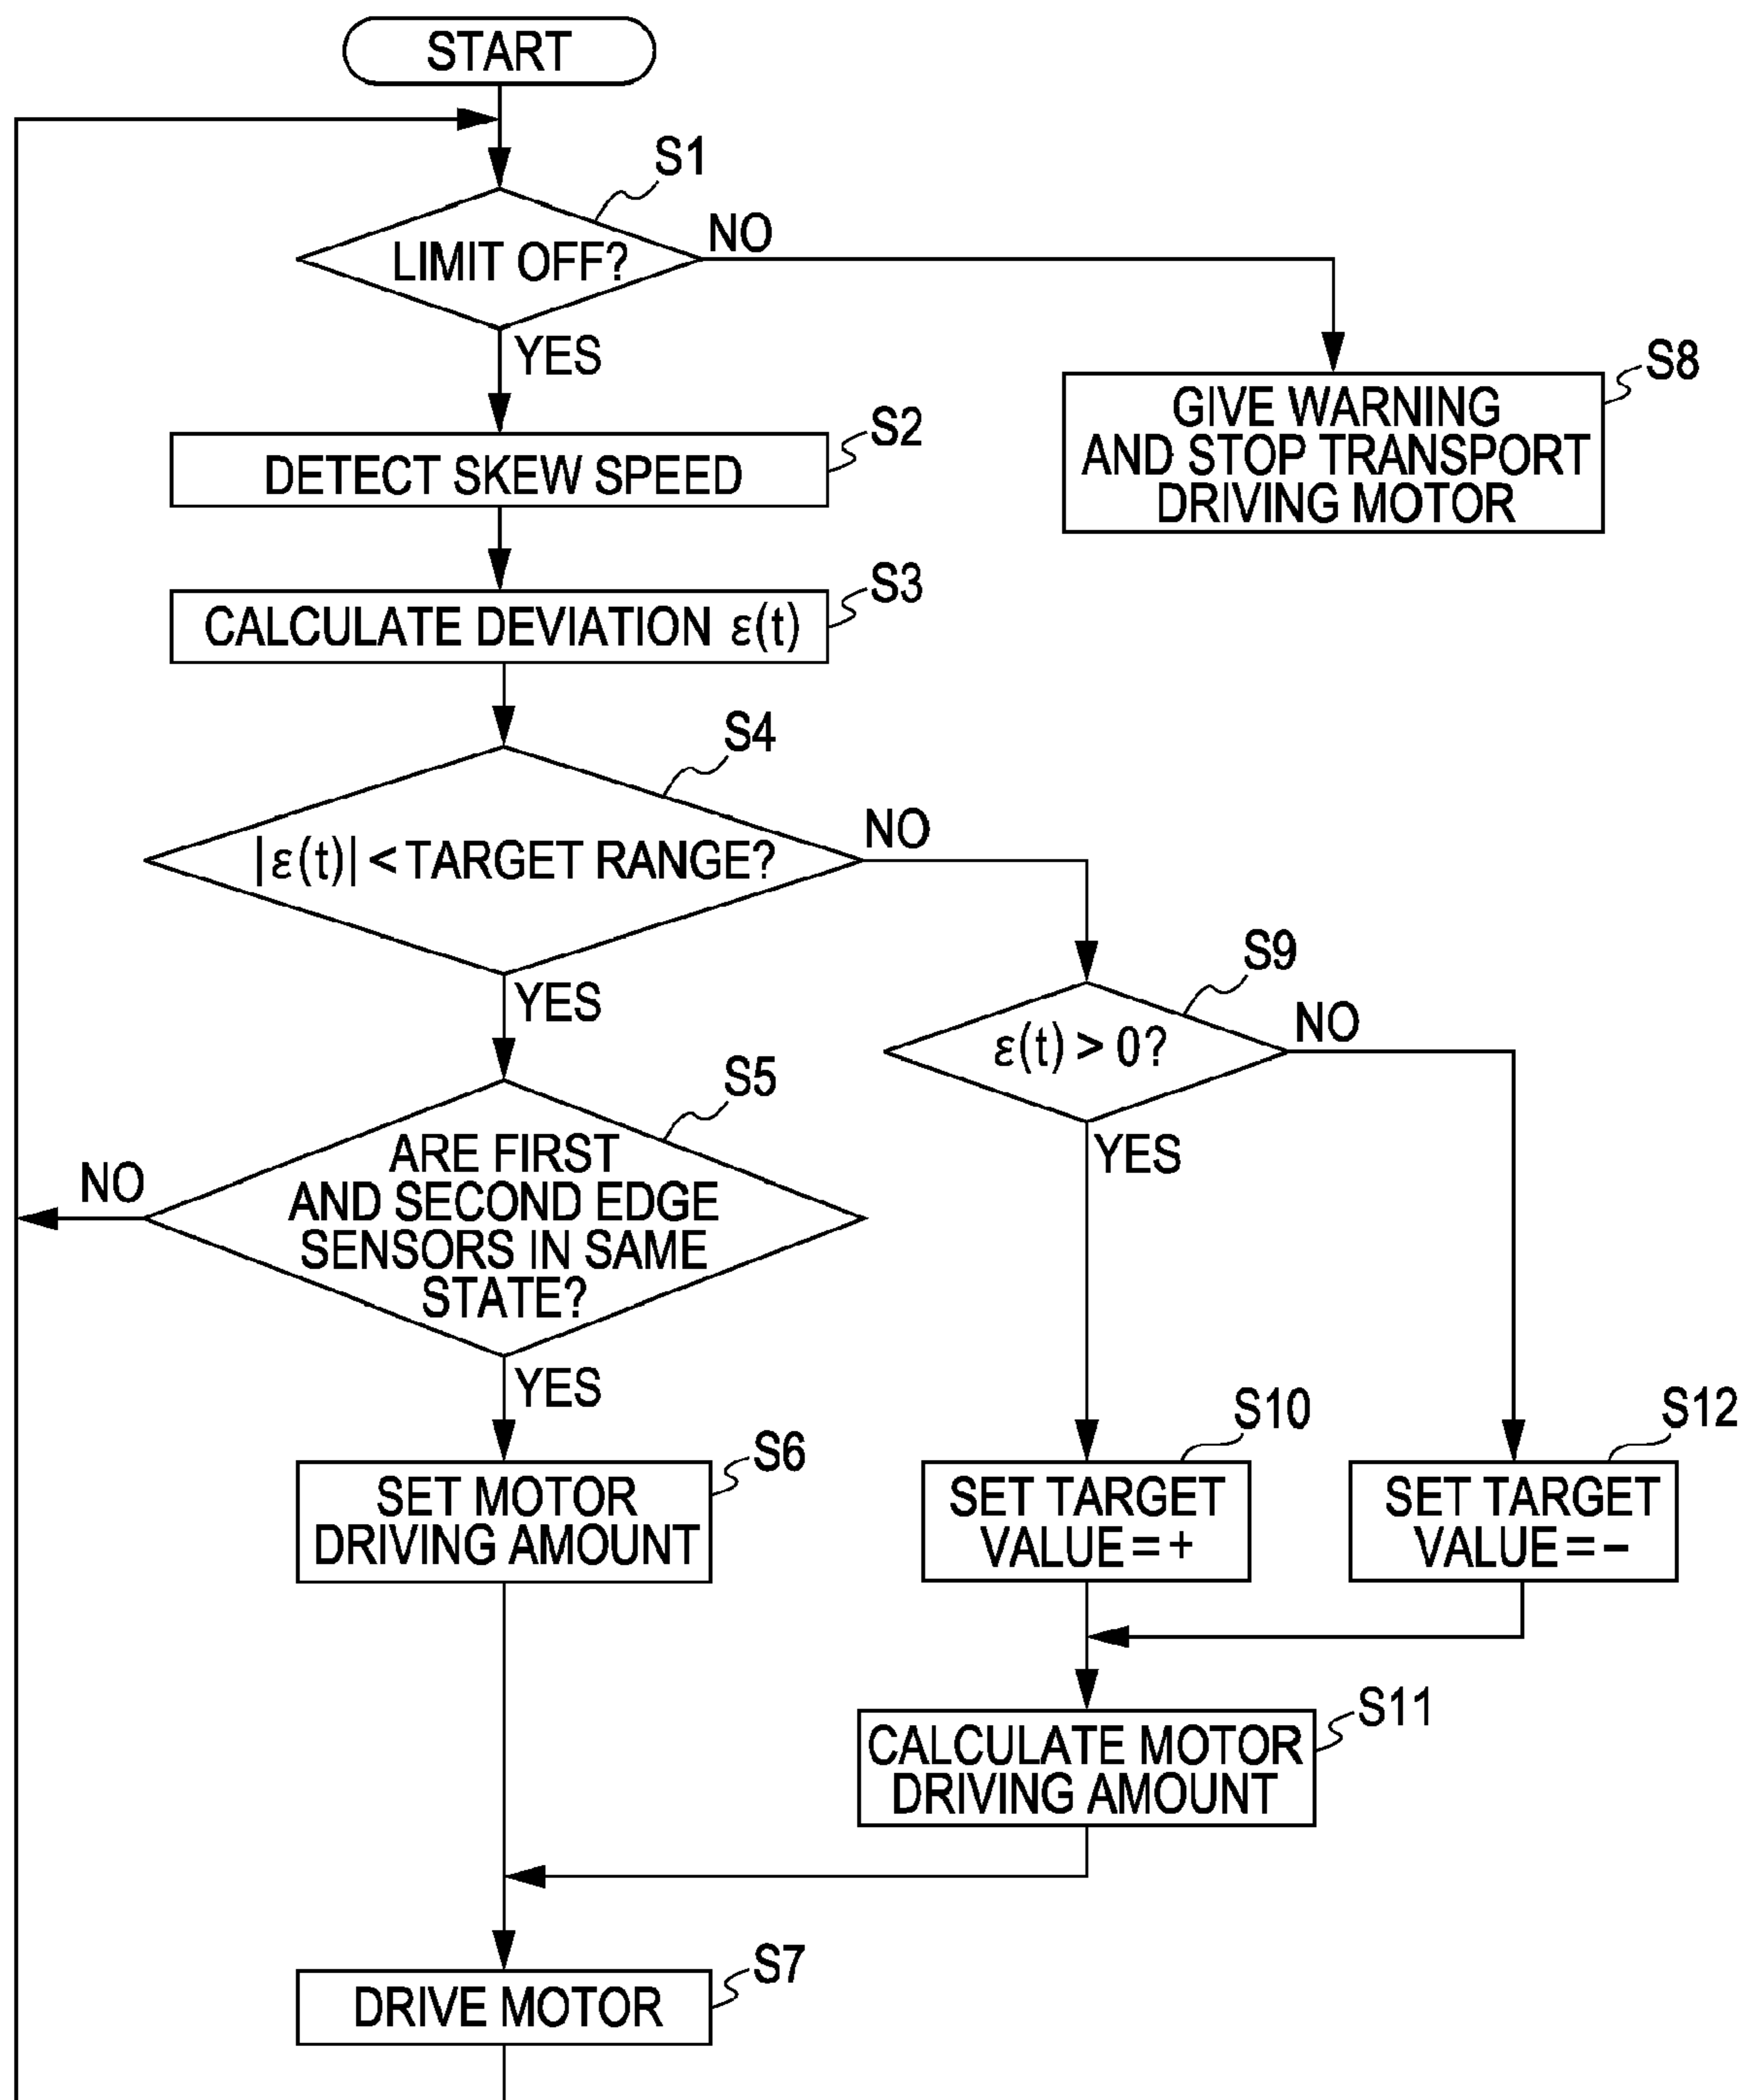 START
S1
LIMIT OFF?
NO
YES
S8
GIVE WARNING
AND STOP TRANSPORT
DRIVING MOTOR
S2
DETECT SKEW SPEED
S3
CALCULATE DEVIATION ε(t)
S4
|ε(t)| < TARGET RANGE?
NO
YES
S9
ε(t) > 0?
NO
YES
S5
ARE FIRST
AND SECOND EDGE
SENSORS IN SAME
STATE?
NO
YES
S6
SET MOTOR
DRIVING AMOUNT
S10
SET TARGET
VALUE = +
S12
SET TARGET
VALUE = −
S11
CALCULATE MOTOR
DRIVING AMOUNT
S7
DRIVE MOTOR